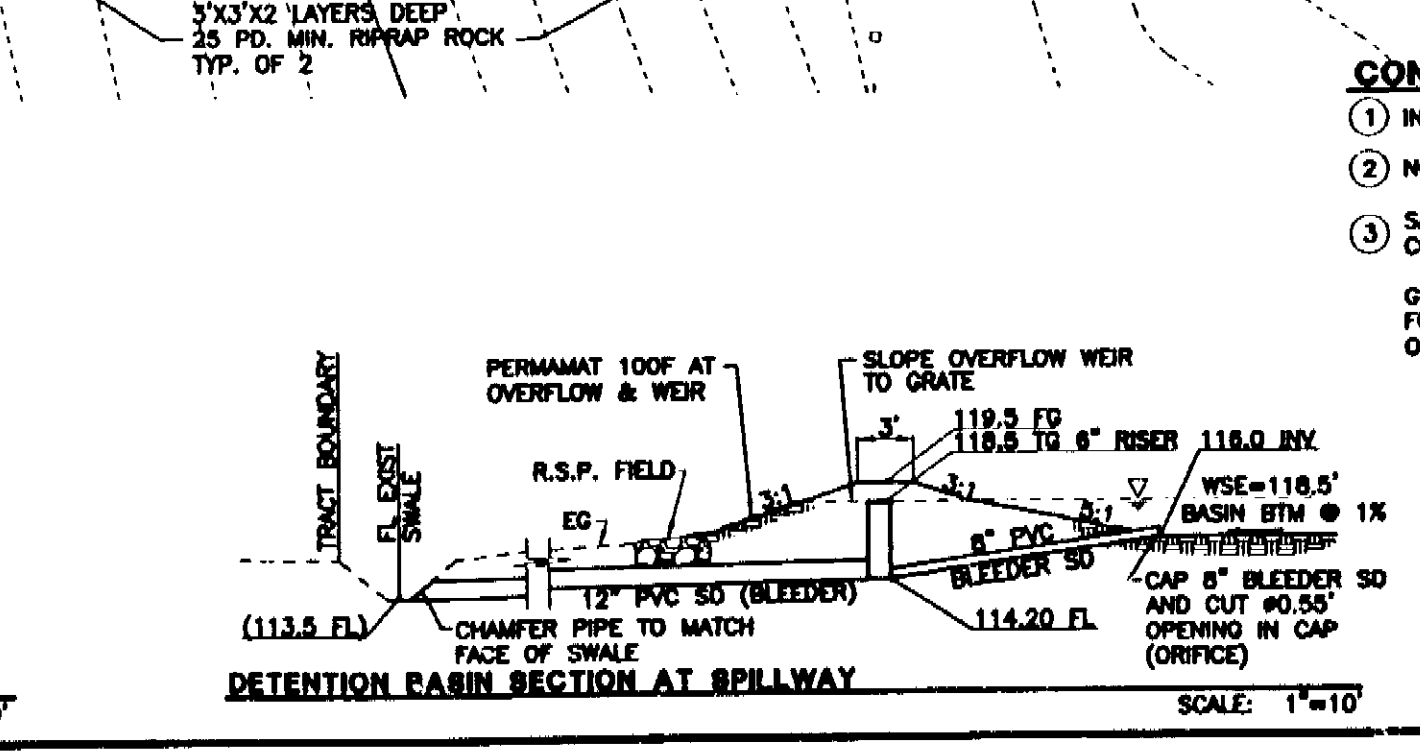 3'X3'X2 LAYERS DEEP
25 PD. MIN. RIPRAP ROCK
TYP. OF 2
CON
1 IN
2 N
3 S
C
G
F
O
TRACT BOUNDARY
FL EXIST
SWALE
PERMAMAT 100F AT
OVERFLOW & WEIR
SLOPE OVERFLOW WEIR
TO GRATE
3'
119.5 FG
118.5 TG 6" RISER
116.0 INV
R.S.P. FIELD
3:1
3:1
5:1
WSE=118.5'
BASIN BTM @ 1%
EG
8" PVC
BLEEDER SD
12" PVC SD (BLEEDER)
CAP 8" BLEEDER SD
AND CUT ø0.55'
OPENING IN CAP
(ORIFICE)
(113.5 FL)
CHAMFER PIPE TO MATCH
FACE OF SWALE
114.20 FL
DETENTION BASIN SECTION AT SPILLWAY
SCALE: 1"=10'